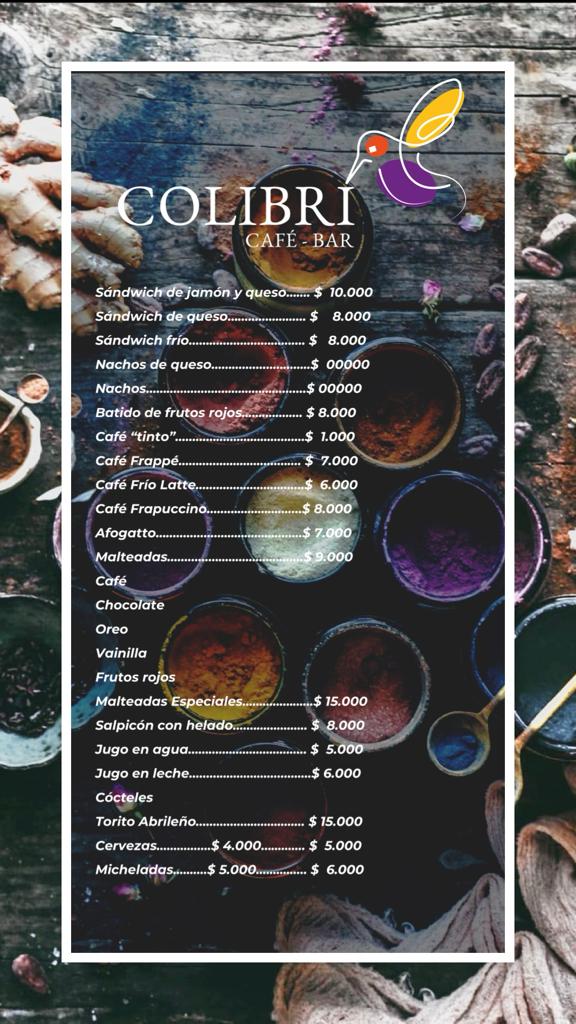 COLIBRÍ
CAFÉ - BAR
Sándwich de jamón y queso....... $ 10.000
Sándwich de queso.......................... $ 8.000
Sándwich frío...................................... $ 8.000
Nachos de queso.................................$ 00000
Nachos.....................................................$ 00000
Batido de frutos rojos.................... $ 8.000
Café “tinto”...........................................$ 1.000
Café Frappé......................................... $ 7.000
Café Frío Latte....................................$ 6.000
Café Frapuccino................................$ 8.000
Afogatto.................................................$ 7.000
Malteadas..............................................$ 9.000
Café
Chocolate
Oreo
Vainilla
Frutos rojos
Malteadas Especiales.......................$ 15.000
Salpicón con helado........................ $ 8.000
Jugo en agua....................................... $ 5.000
Jugo en leche.........................................$ 6.000
Cócteles
Torito Abrileño.................................... $ 15.000
Cervezas..................$ 4.000.............. $ 5.000
Micheladas...........$ 5.000................. $ 6.000